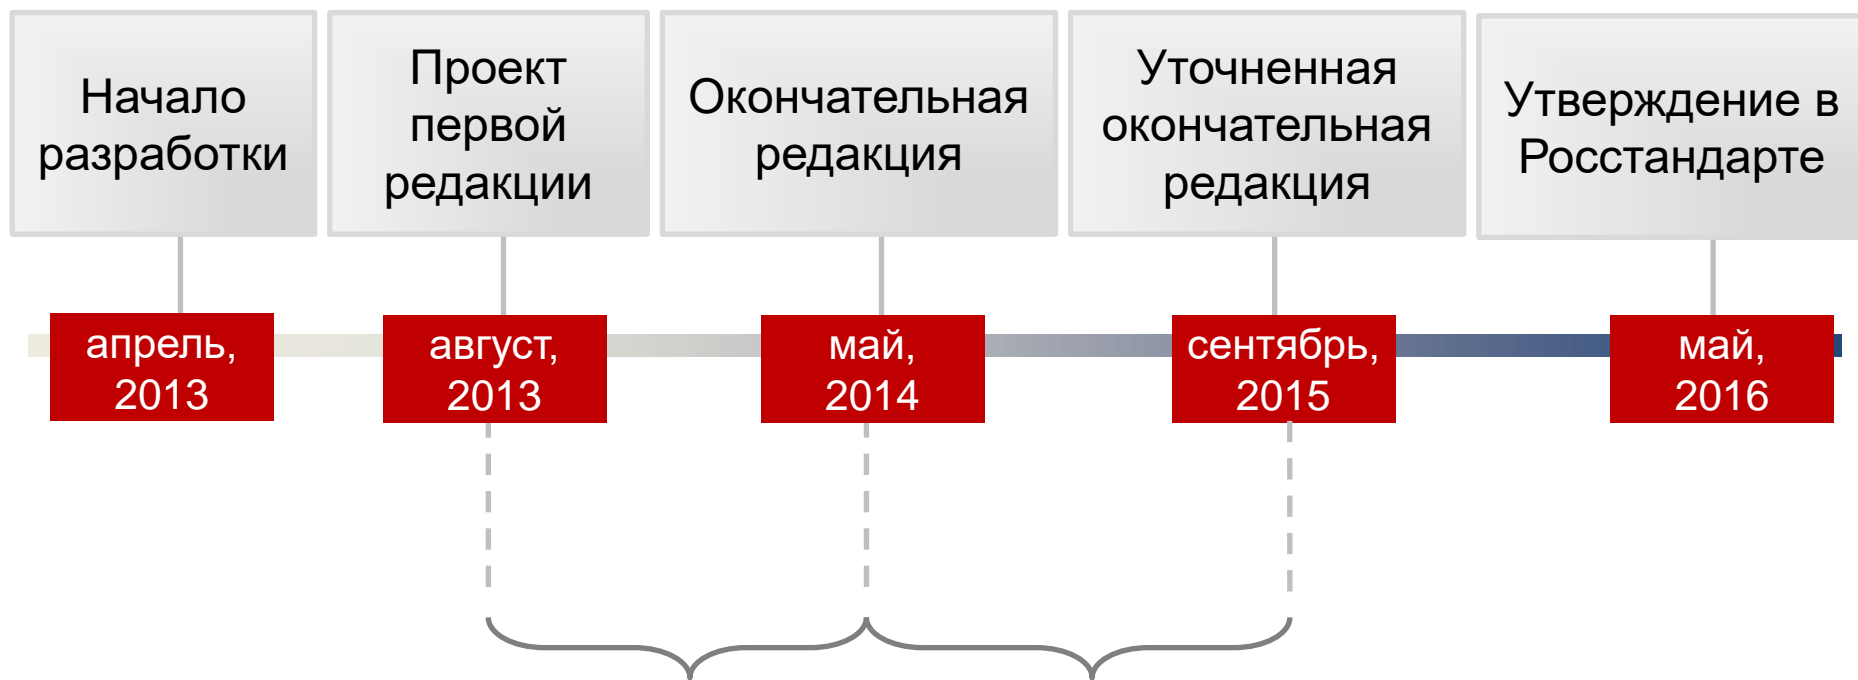 Начало
разработки
Проект
первой
редакции
Окончательная
редакция
Уточненная
окончательная
редакция
Утверждение в
Росстандарте
апрель,
2013
август,
2013
май,
2014
сентябрь,
2015
май,
2016